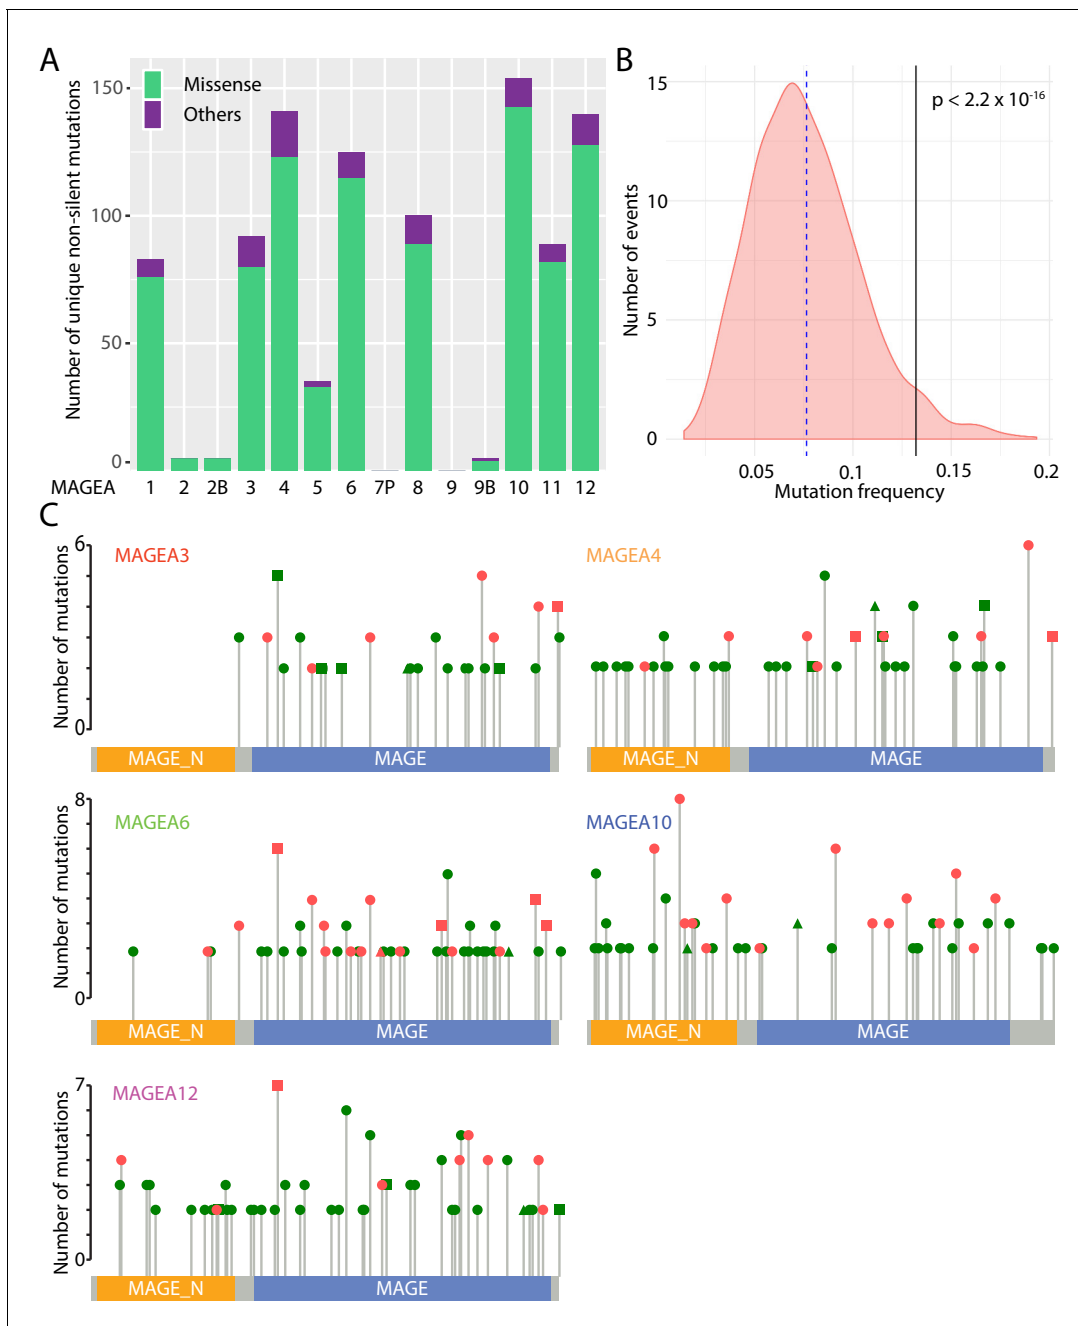 A
Number of unique non-silent mutations
150
100
50
0
Missense
Others
MAGEA 1 2 2B 3 4 5 6 7P 8 9 9B 10 11 12
B
Number of events
15
10
5
0
p < 2.2 x 10⁻¹⁶
0.05 0.1 0.15 0.2
Mutation frequency
C
Number of mutations
6
0
MAGEA3
MAGE_N MAGE
MAGEA4
MAGE_N MAGE
Number of mutations
8
0
MAGEA6
MAGE_N MAGE
MAGEA10
MAGE_N MAGE
Number of mutations
7
0
MAGEA12
MAGE_N MAGE